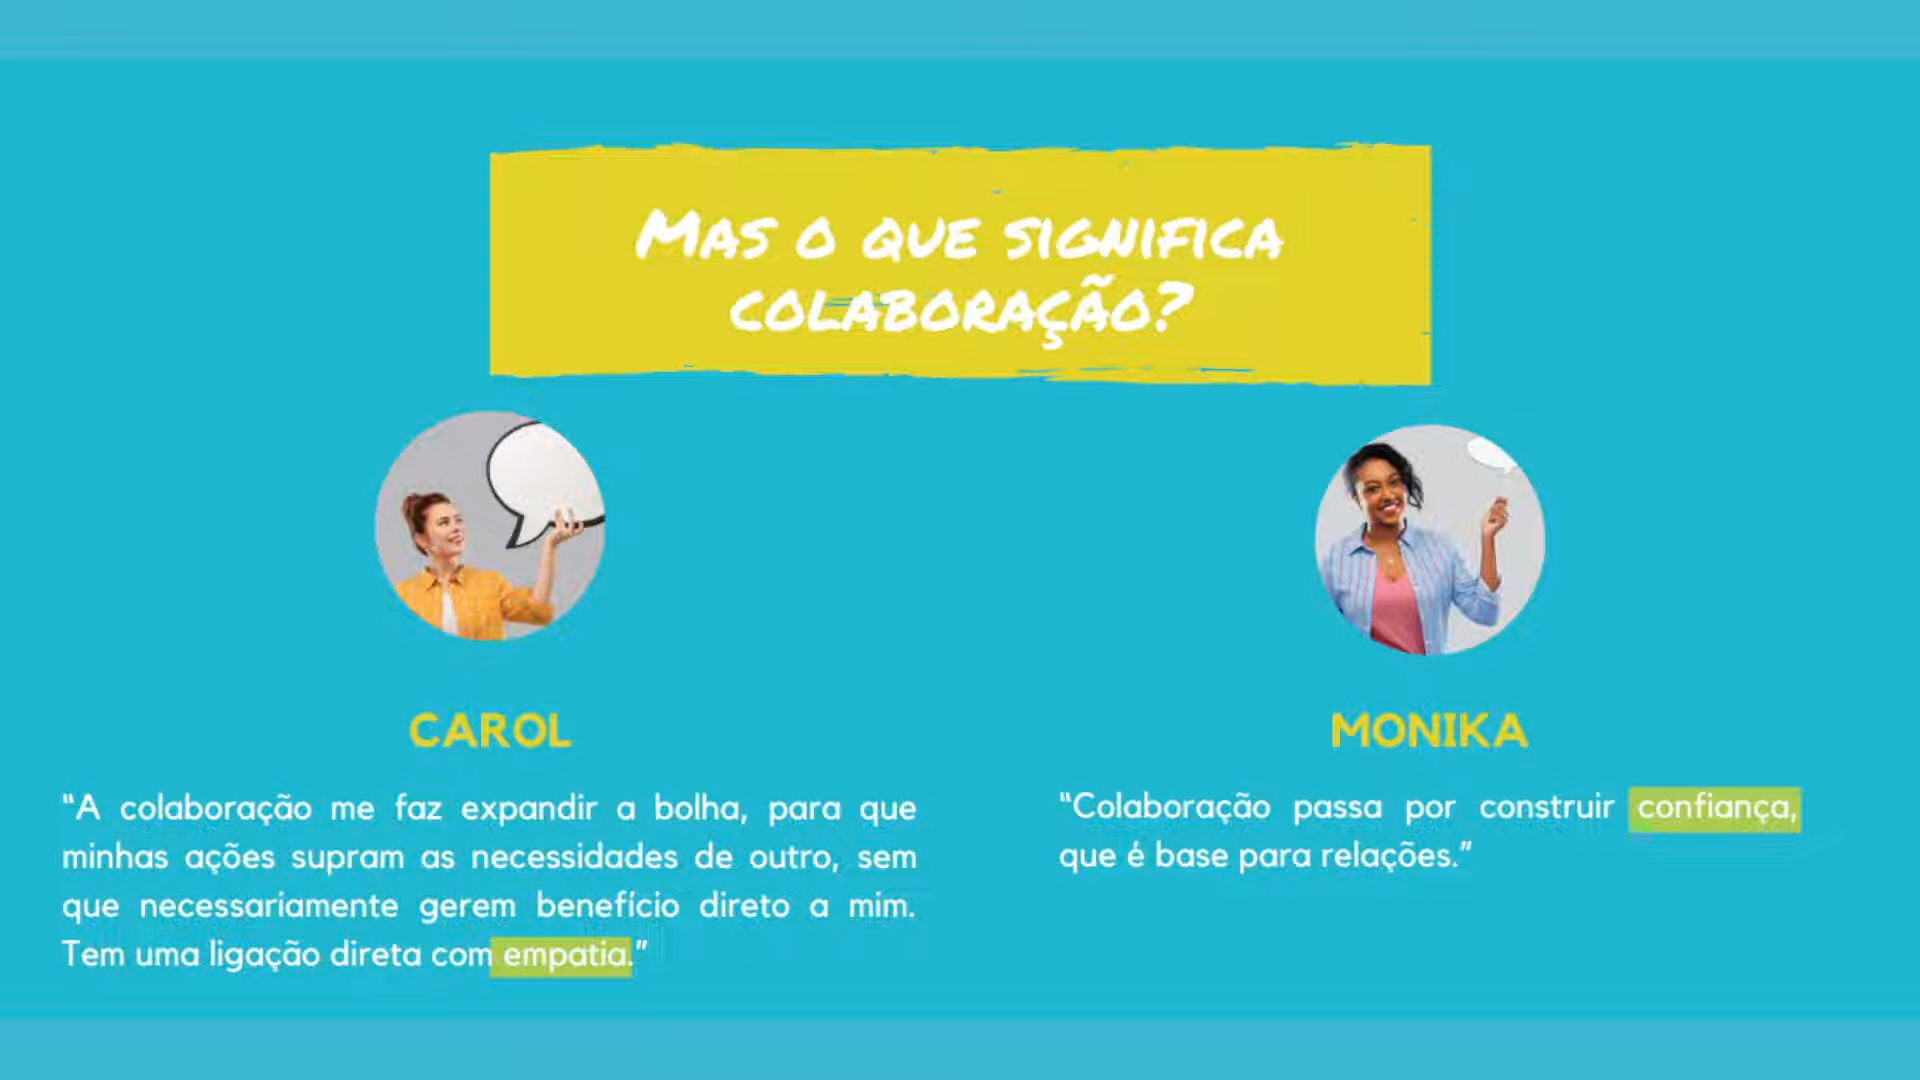 MAS O QUE SIGNIFICA
COLABORAÇÃO?
CAROL
“A colaboração me faz expandir a bolha, para que
minhas ações supram as necessidades de outro, sem
que necessariamente gerem benefício direto a mim.
Tem uma ligação direta com empatia.”
MONIKA
“Colaboração passa por construir confiança,
que é base para relações.”